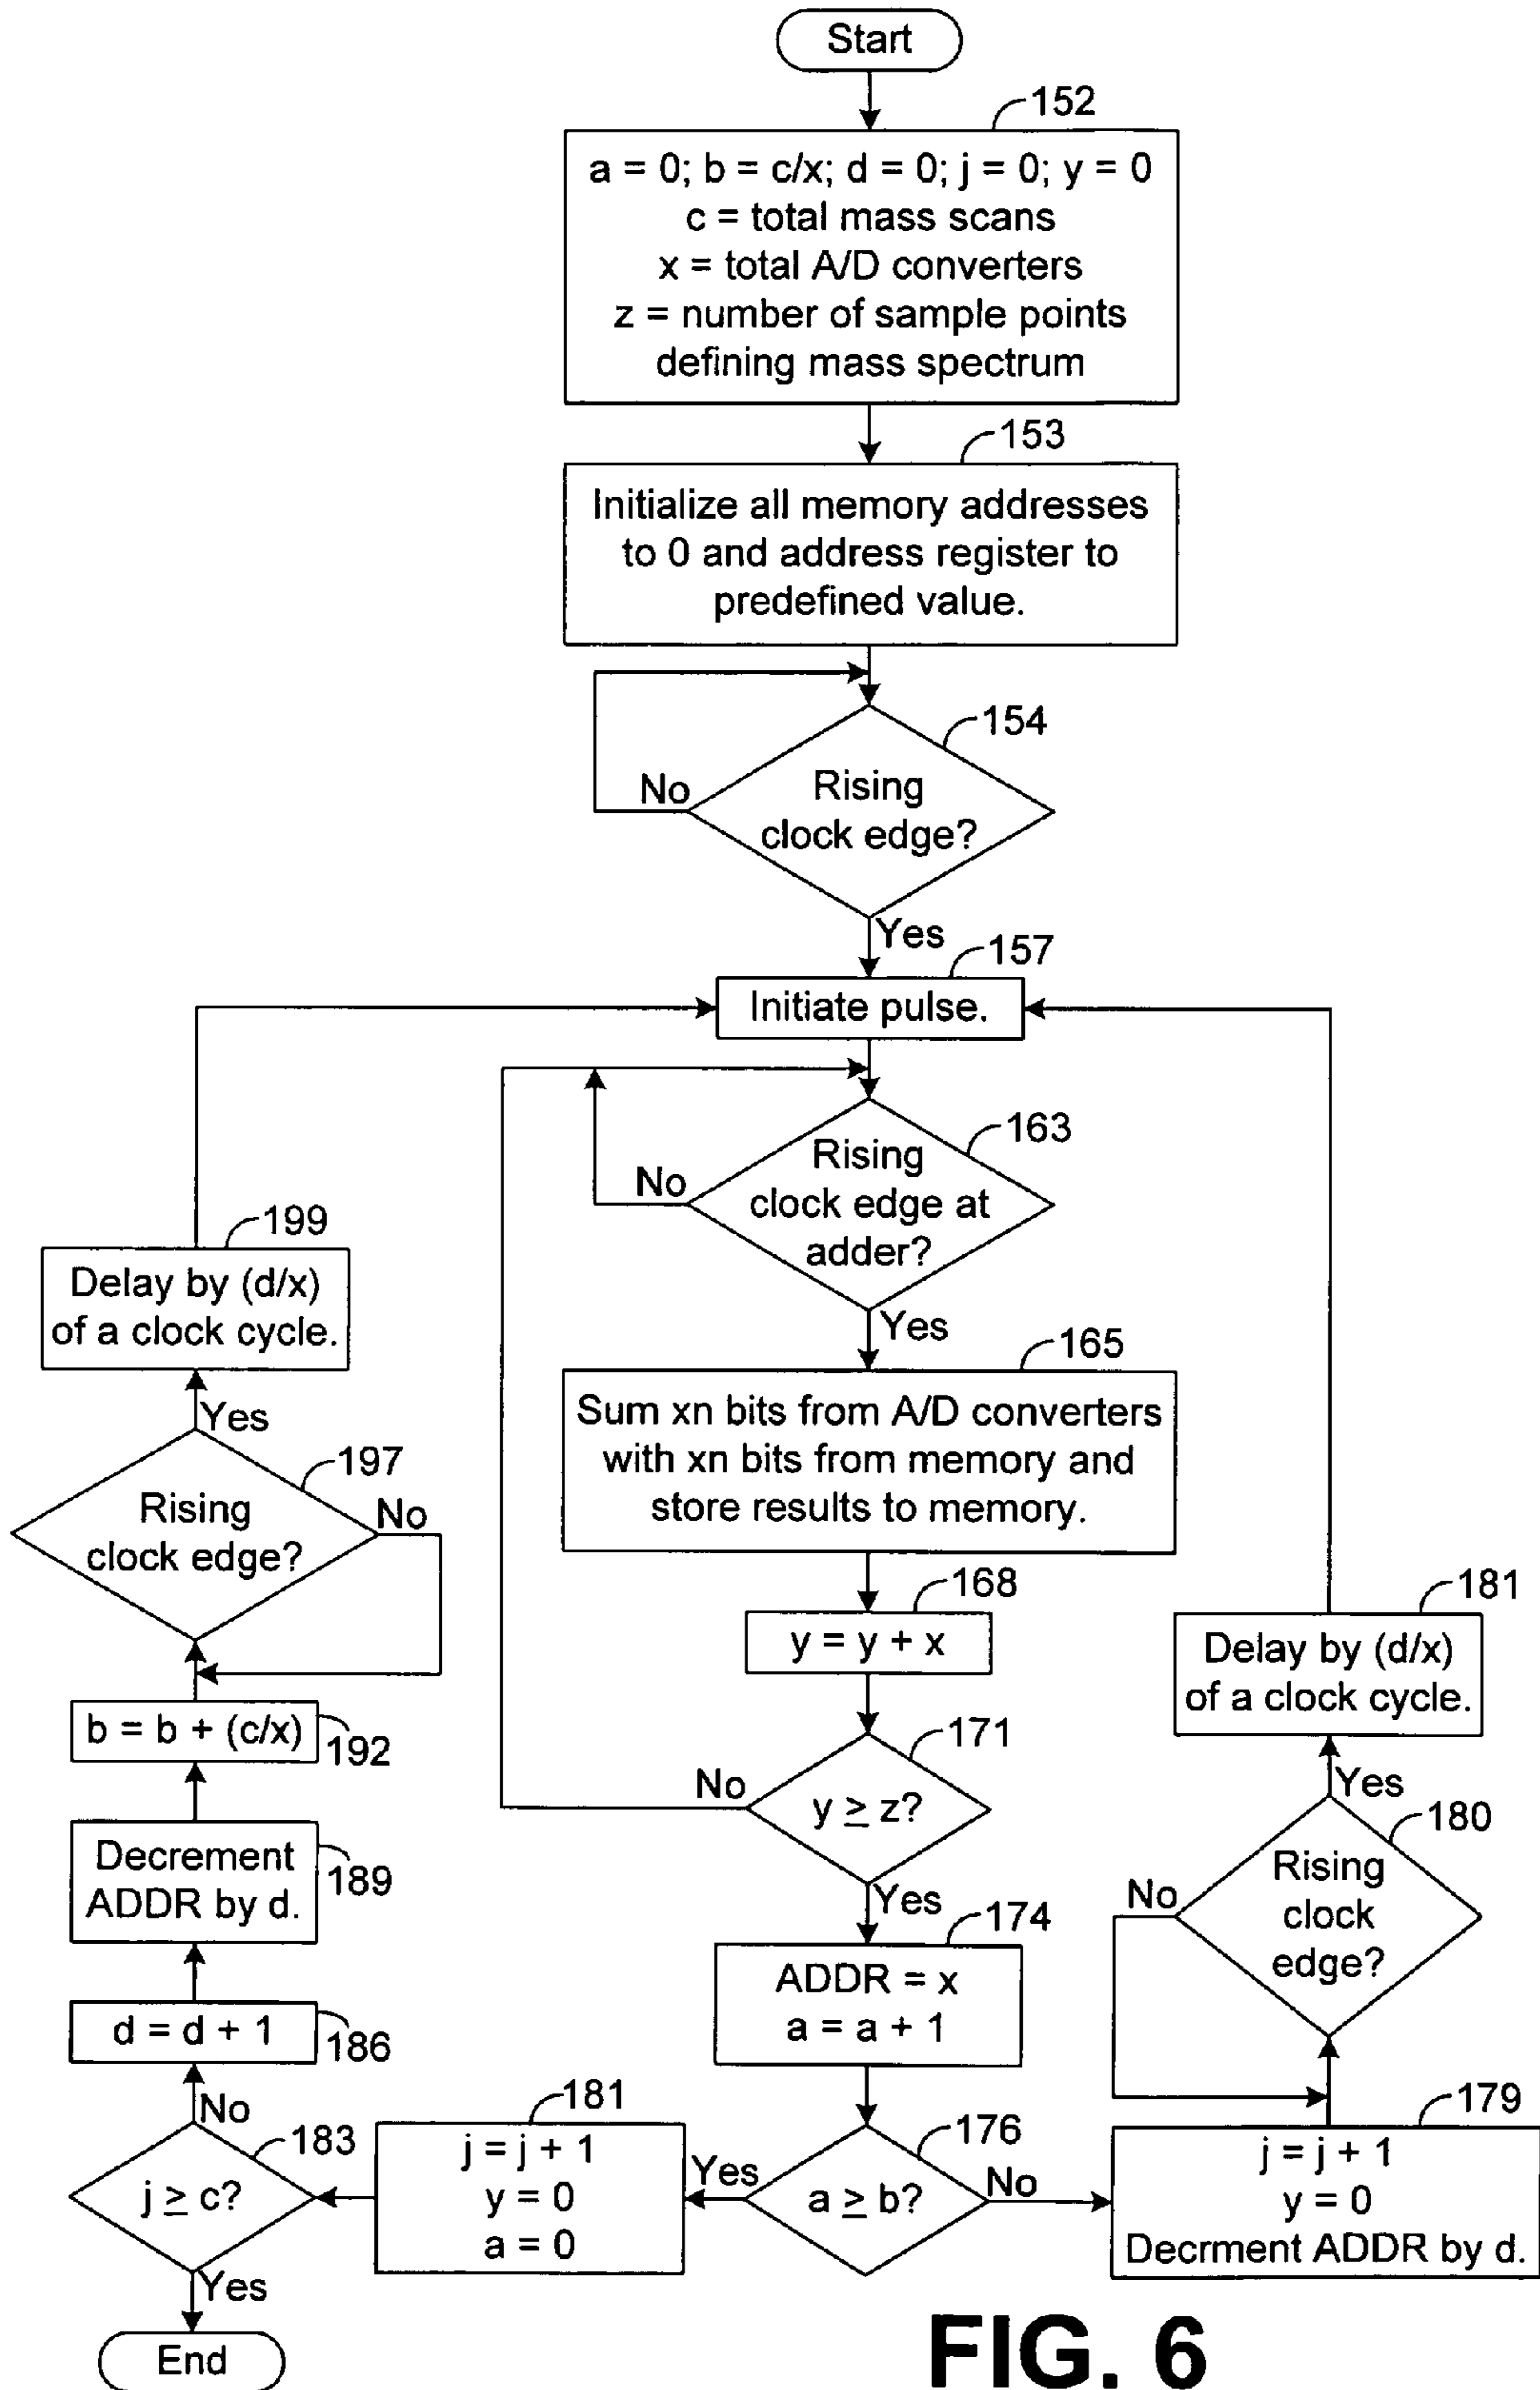 Start
152
a = 0; b = c/x; d = 0; j = 0; y = 0
c = total mass scans
x = total A/D converters
z = number of sample points
defining mass spectrum
153
Initialize all memory addresses
to 0 and address register to
predefined value.
154
Rising
clock edge?
No
Yes
157
Initiate pulse.
163
Rising
clock edge at
adder?
No
Yes
165
Sum xn bits from A/D converters
with xn bits from memory and
store results to memory.
168
y = y + x
171
y ≥ z?
No
Yes
174
ADDR = x
a = a + 1
176
a ≥ b?
Yes
No
179
j = j + 1
y = 0
Decrment ADDR by d.
180
Rising
clock
edge?
No
Yes
181
Delay by (d/x)
of a clock cycle.
181
j = j + 1
y = 0
a = 0
183
j ≥ c?
No
Yes
End
186
d = d + 1
189
Decrement
ADDR by d.
192
b = b + (c/x)
197
Rising
clock edge?
No
Yes
199
Delay by (d/x)
of a clock cycle.
FIG. 6